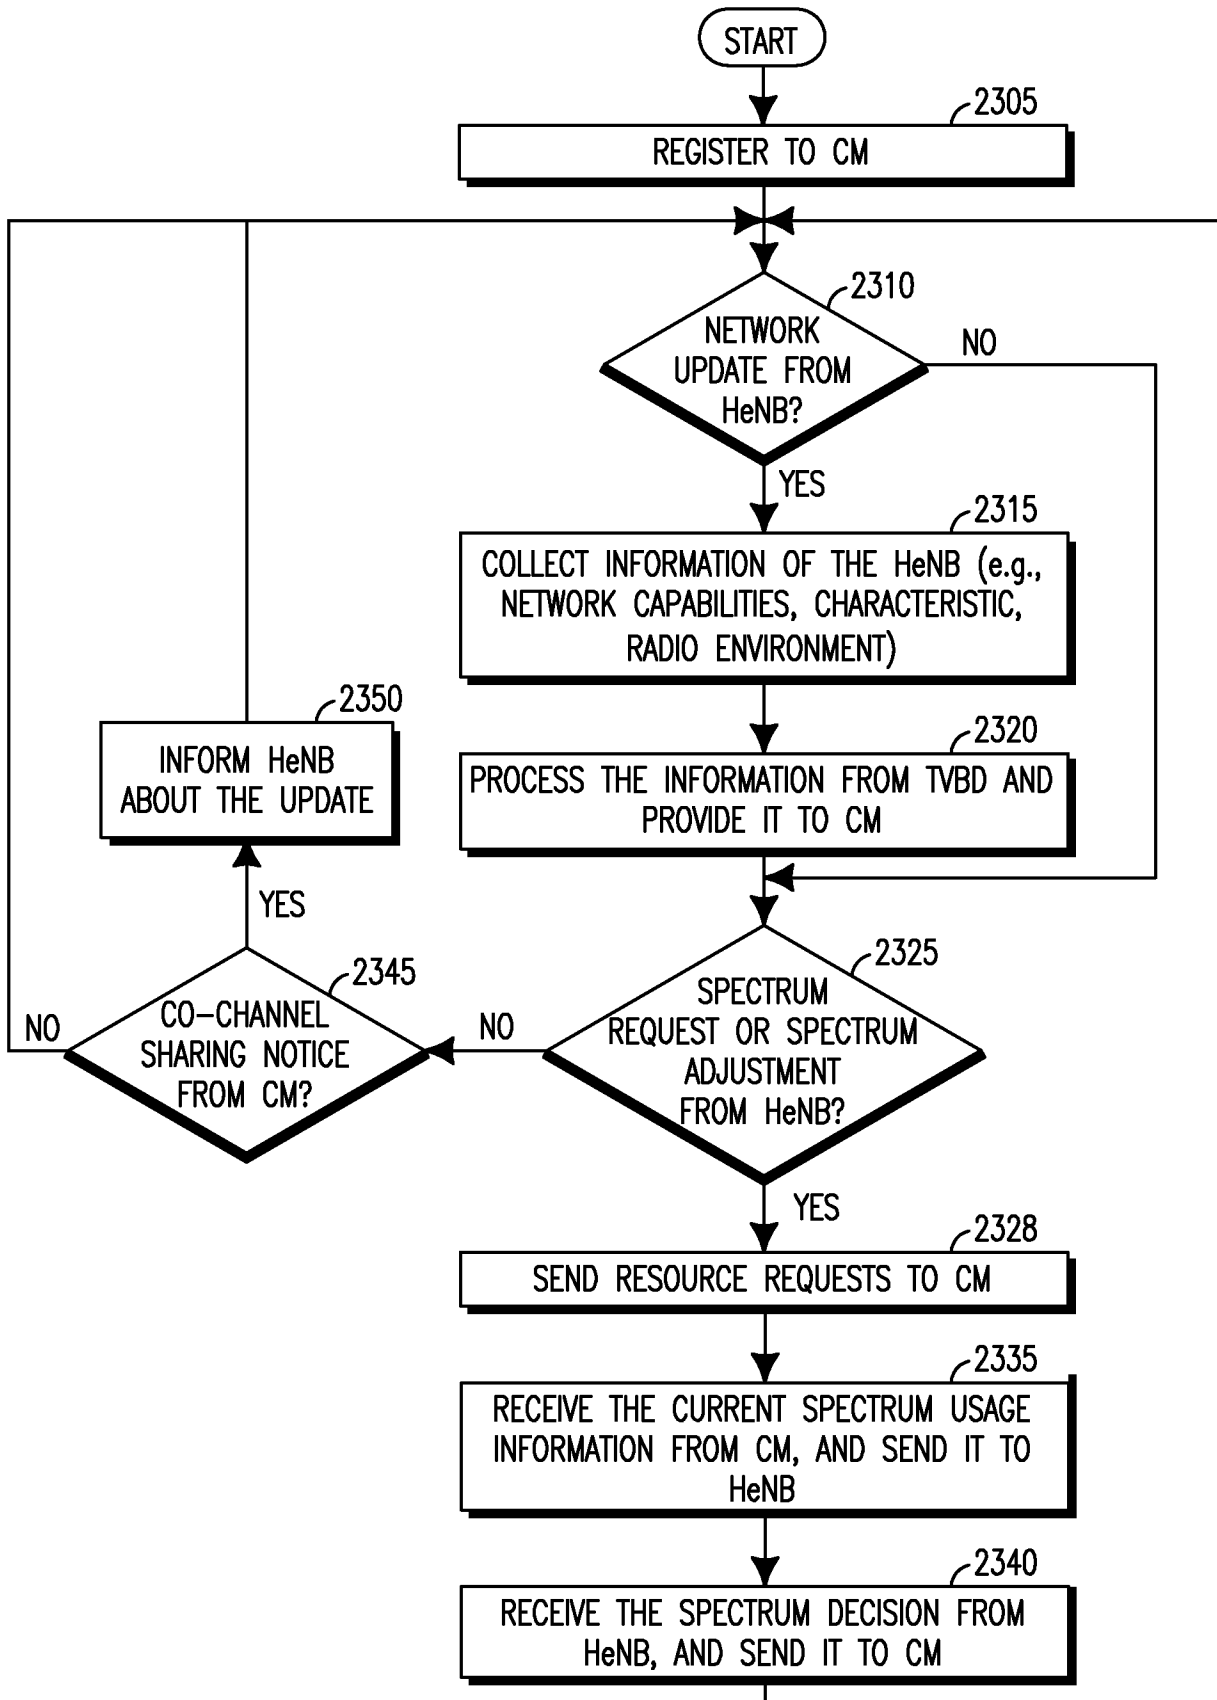 START
2305
REGISTER TO CM
2310
NETWORK
UPDATE FROM
HeNB?
NO
YES
2315
COLLECT INFORMATION OF THE HeNB (e.g.,
NETWORK CAPABILITIES, CHARACTERISTIC,
RADIO ENVIRONMENT)
2320
PROCESS THE INFORMATION FROM TVBD AND
PROVIDE IT TO CM
2325
SPECTRUM
REQUEST OR SPECTRUM
ADJUSTMENT
FROM HeNB?
NO
2345
CO-CHANNEL
SHARING NOTICE
FROM CM?
NO
YES
2350
INFORM HeNB
ABOUT THE UPDATE
YES
2328
SEND RESOURCE REQUESTS TO CM
2335
RECEIVE THE CURRENT SPECTRUM USAGE
INFORMATION FROM CM, AND SEND IT TO
HeNB
2340
RECEIVE THE SPECTRUM DECISION FROM
HeNB, AND SEND IT TO CM